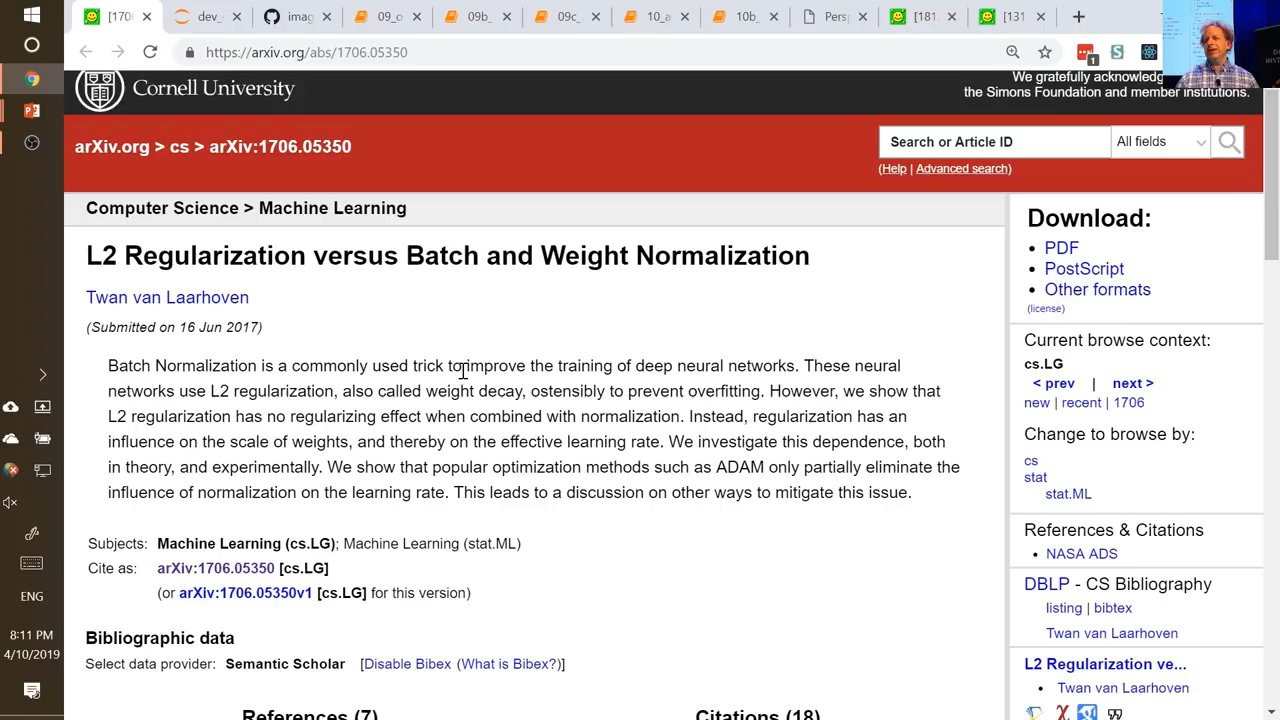 [170
dev_
imag
09_o
09b_
09c_
10_a
10b_
Pers
[18
[131
https://arxiv.org/abs/1706.05350
1
Cornell University
We gratefully acknowledg
the Simons Foundation and member institutions.
arXiv.org > cs > arXiv:1706.05350
Search or Article ID
All fields
(Help | Advanced search)
Computer Science > Machine Learning
L2 Regularization versus Batch and Weight Normalization
Twan van Laarhoven
(Submitted on 16 Jun 2017)
Batch Normalization is a commonly used trick to improve the training of deep neural networks. These neural
networks use L2 regularization, also called weight decay, ostensibly to prevent overfitting. However, we show that
L2 regularization has no regularizing effect when combined with normalization. Instead, regularization has an
influence on the scale of weights, and thereby on the effective learning rate. We investigate this dependence, both
in theory, and experimentally. We show that popular optimization methods such as ADAM only partially eliminate the
influence of normalization on the learning rate. This leads to a discussion on other ways to mitigate this issue.
Subjects: Machine Learning (cs.LG); Machine Learning (stat.ML)
Cite as: arXiv:1706.05350 [cs.LG]
(or arXiv:1706.05350v1 [cs.LG] for this version)
Bibliographic data
Select data provider: Semantic Scholar [Disable Bibex (What is Bibex?)]
References (7)
Citations (18)
Download:
PDF
PostScript
Other formats
(license)
Current browse context:
cs.LG
< prev | next >
new | recent | 1706
Change to browse by:
cs
stat
stat.ML
References & Citations
NASA ADS
DBLP - CS Bibliography
listing | bibtex
Twan van Laarhoven
L2 Regularization ve...
Twan van Laarhoven
ENG
8:11 PM
4/10/2019